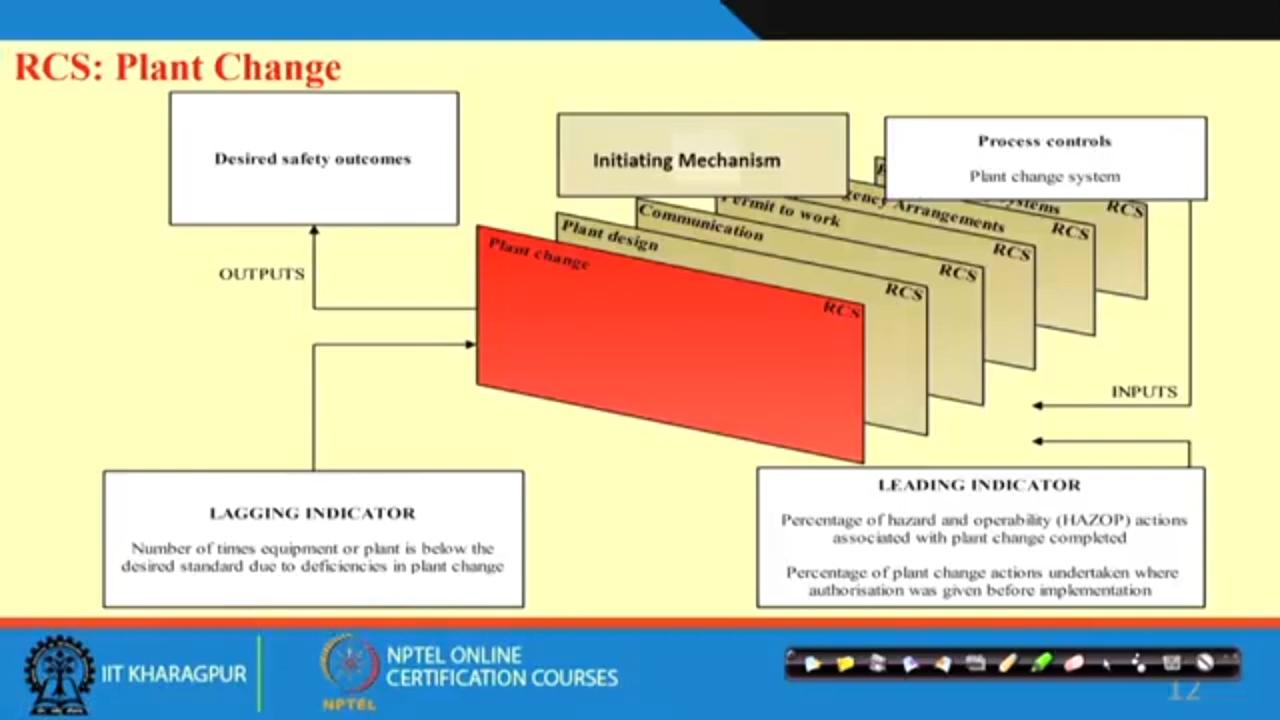 RCS: Plant Change
Desired safety outcomes
Initiating Mechanism
Process controls
Plant change system
Systems
RCS
Arrangements
RCS
Permit to work
RCS
Communication
RCS
Plant design
RCS
Plant change
RCS
OUTPUTS
INPUTS
LAGGING INDICATOR
Number of times equipment or plant is below the
desired standard due to deficiencies in plant change
LEADING INDICATOR
Percentage of hazard and operability (HAZOP) actions
associated with plant change completed
Percentage of plant change actions undertaken where
authorisation was given before implementation
IIT KHARAGPUR
NPTEL
NPTEL ONLINE
CERTIFICATION COURSES
12